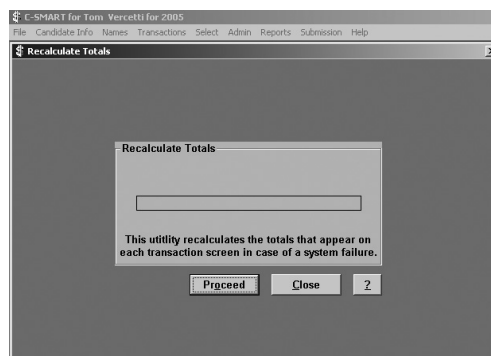 C-SMART for Tom Vercetti for 2005
File Candidate Info Names Transactions Select Admin Reports Submission Help
Recalculate Totals
Recalculate Totals
This utitlity recalculates the totals that appear on
each transaction screen in case of a system failure.
Proceed Close ?